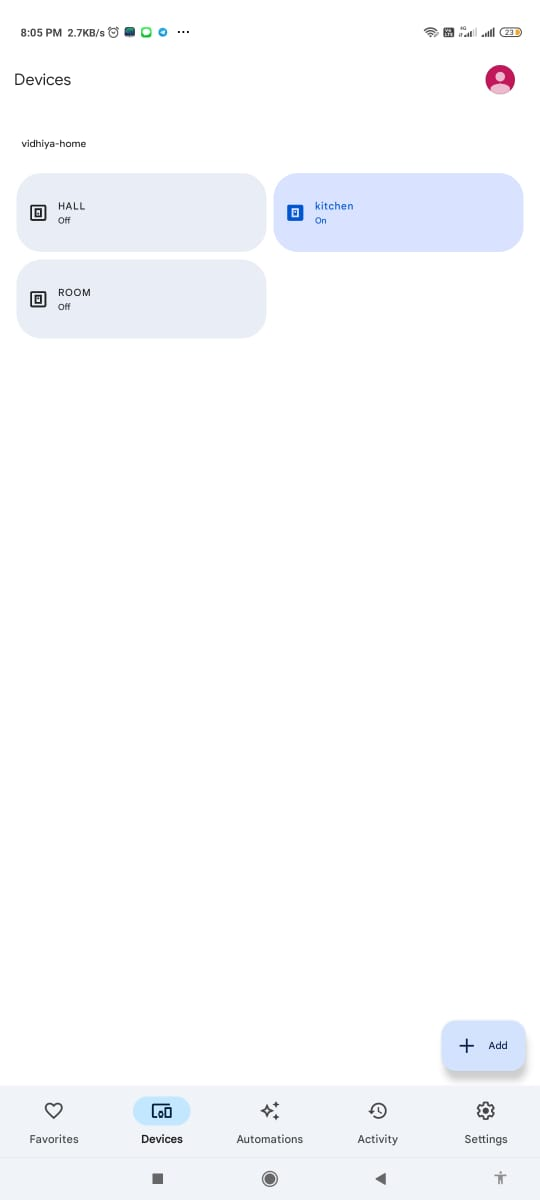 8:05 PM 2.7KB/s 23
Devices
vidhiya-home
HALL
Off
kitchen
On
ROOM
Off
Add
Favorites Devices Automations Activity Settings